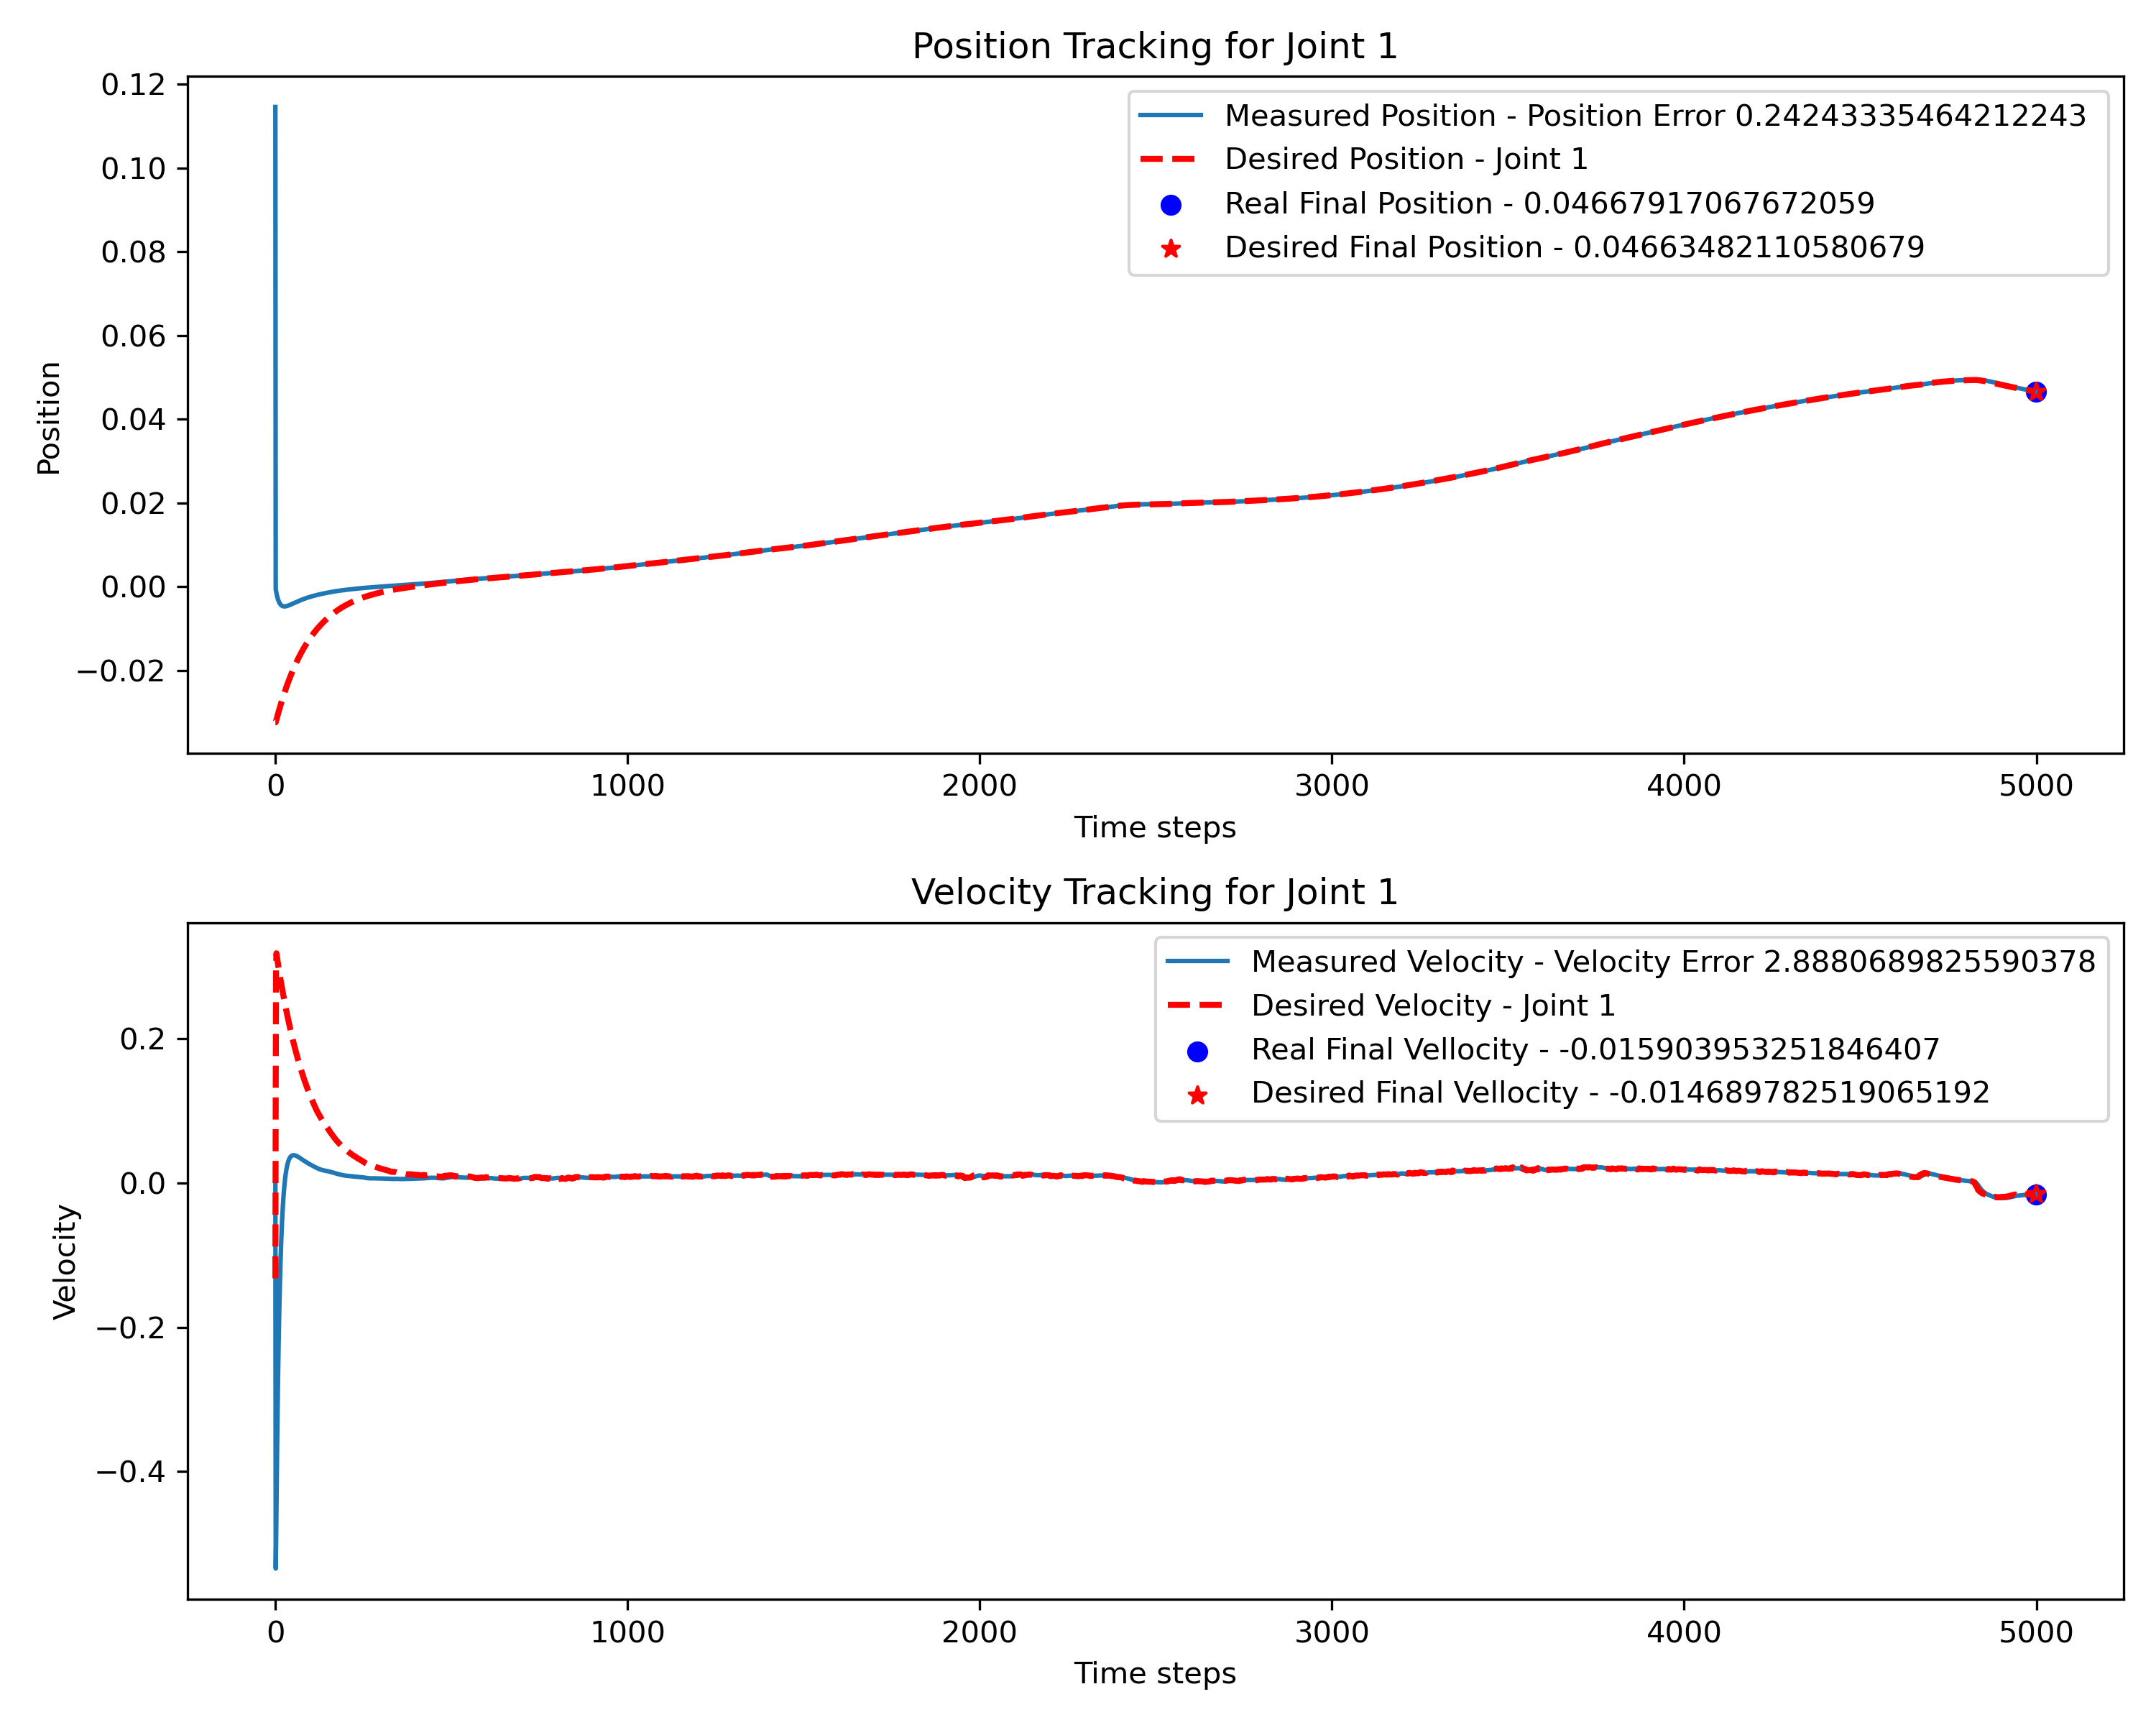 Position Tracking for Joint 1
Measured Position - Position Error 0.24243335464212243
Desired Position - Joint 1
Real Final Position - 0.04667917067672059
Desired Final Position - 0.04663482110580679
Position
0.12
0.10
0.08
0.06
0.04
0.02
0.00
−0.02
0 1000 2000 3000 4000 5000
Time steps
Velocity Tracking for Joint 1
Measured Velocity - Velocity Error 2.8880689825590378
Desired Velocity - Joint 1
Real Final Vellocity - -0.015903953251846407
Desired Final Vellocity - -0.014689782519065192
Velocity
0.2
0.0
−0.2
−0.4
0 1000 2000 3000 4000 5000
Time steps